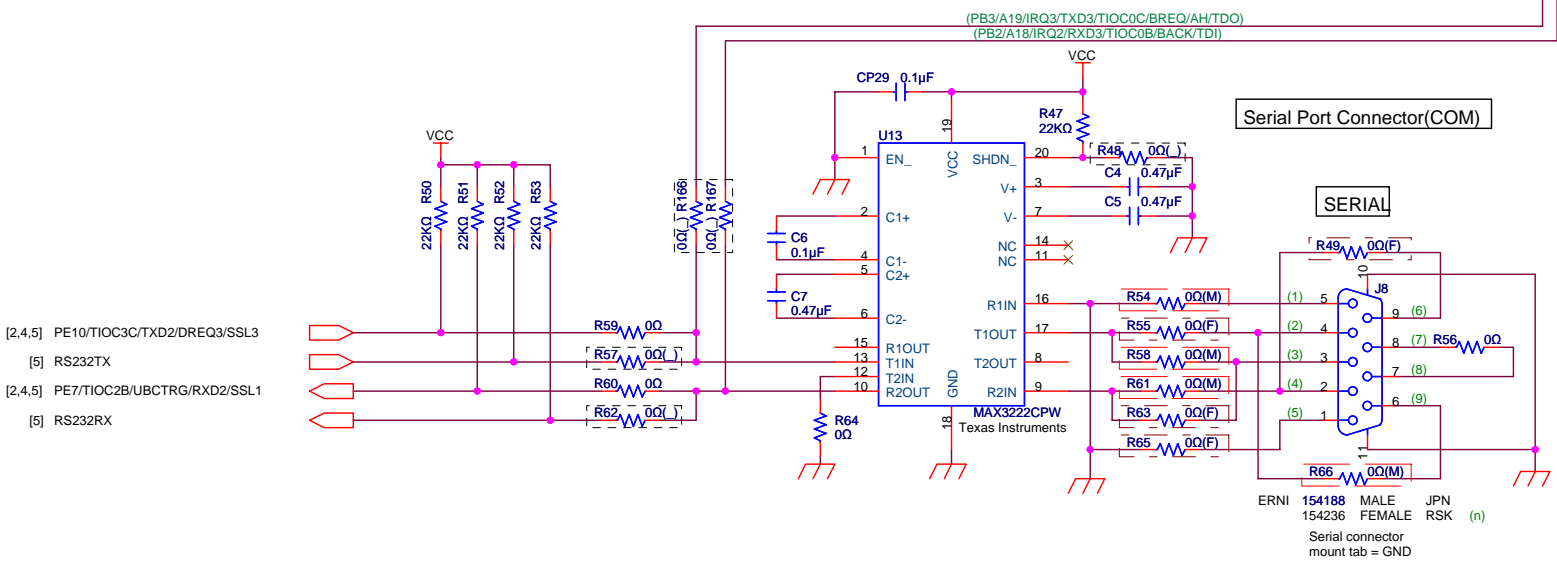 (PB3/A19/IRQ3/TXD3/TIOC0C/BREQ/AH/TDO)
(PB2/A18/IRQ2/RXD3/TIOC0B/BACK/TDI)
VCC
CP29 0.1µF
R47
22KΩ
Serial Port Connector(COM)
VCC
U13
19
1 EN_
VCC
SHDN_ 20
R48 0Ω(_)
C4 0.47µF
V+ 3
C5 0.47µF
V- 7
R50 R51 R52 R53
22KΩ 22KΩ 22KΩ 22KΩ
R166 R167
0Ω(_) 0Ω(_)
2 C1+
C6
0.1µF
4 C1-
5 C2+
C7
0.47µF
6 C2-
NC 14
NC 11
SERIAL
R49 0Ω(F)
10
J8
R1IN 16
R54 0Ω(M) (1) 5
9 (6)
[2,4,5] PE10/TIOC3C/TXD2/DREQ3/SSL3
R59 0Ω
T1OUT 17
R55 0Ω(F) (2) 4
8 (7) R56 0Ω
15 R1OUT
[5] RS232TX
R57 0Ω(_)
13 T1IN
T2OUT 8
R58 0Ω(M) (3) 3
7 (8)
12 T2IN
[2,4,5] PE7/TIOC2B/UBCTRG/RXD2/SSL1
R60 0Ω
10 R2OUT
GND
R2IN 9
R61 0Ω(M) (4) 2
6 (9)
[5] RS232RX
R62 0Ω(_)
R64
0Ω
18
MAX3222CPW
Texas Instruments
R63 0Ω(F) (5) 1
R65 0Ω(F)
11
R66 0Ω(M)
ERNI 154188 MALE JPN
154236 FEMALE RSK (n)
Serial connector
mount tab = GND